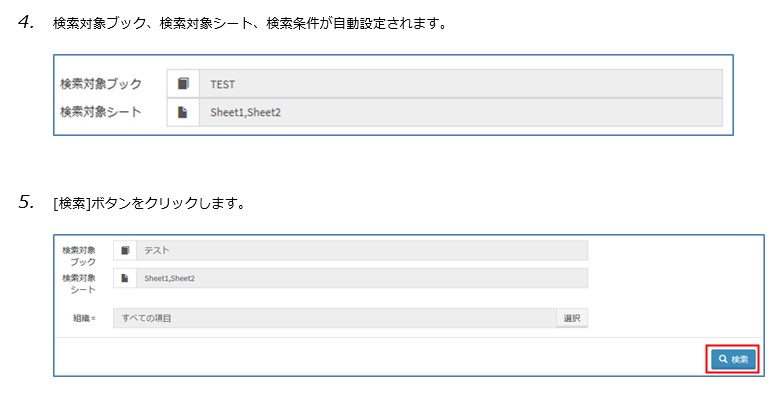 4. 検索対象ブック、検索対象シート、検索条件が自動設定されます。
検索対象ブック TEST
検索対象シート Sheet1,Sheet2
5. [検索]ボタンをクリックします。
検索対象
ブック
テスト
検索対象
シート
Sheet1,Sheet2
組織 = すべての項目 選択
検索